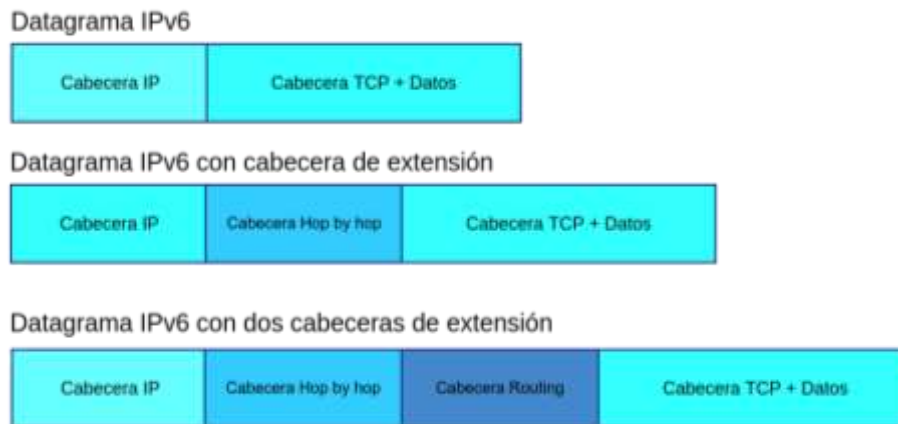 Datagrama IPv6
Cabecera IP Cabecera TCP + Datos
Datagrama IPv6 con cabecera de extensión
Cabecera IP Cabecera Hop by hop Cabecera TCP + Datos
Datagrama IPv6 con dos cabeceras de extensión
Cabecera IP Cabecera Hop by hop Cabecera Routing Cabecera TCP + Datos